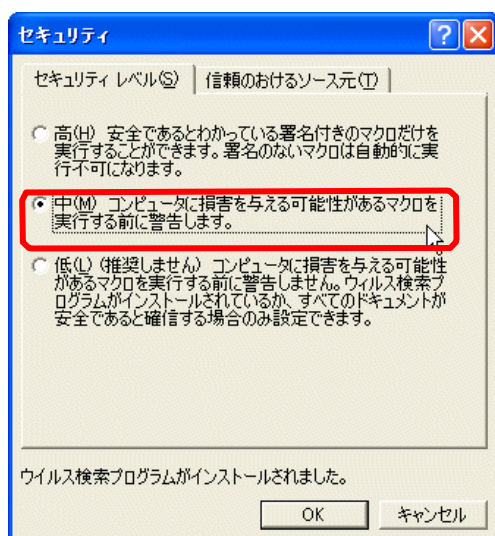 セキュリティ
セキュリティ レベル(S)
信頼のおけるソース元(T)
高(H) 安全であるとわかっている署名付きのマクロだけを
実行することができます。署名のないマクロは自動的に実
行不可になります。
中(M) コンピュータに損害を与える可能性があるマクロを
実行する前に警告します。
低(L) (推奨しません) コンピュータに損害を与える可能性
があるマクロを実行する前に警告しません。ウィルス検索プ
ログラムがインストールされているか、すべてのドキュメントが
安全であると確信する場合のみ設定できます。
ウイルス検索プログラムがインストールされました。
OK
キャンセル